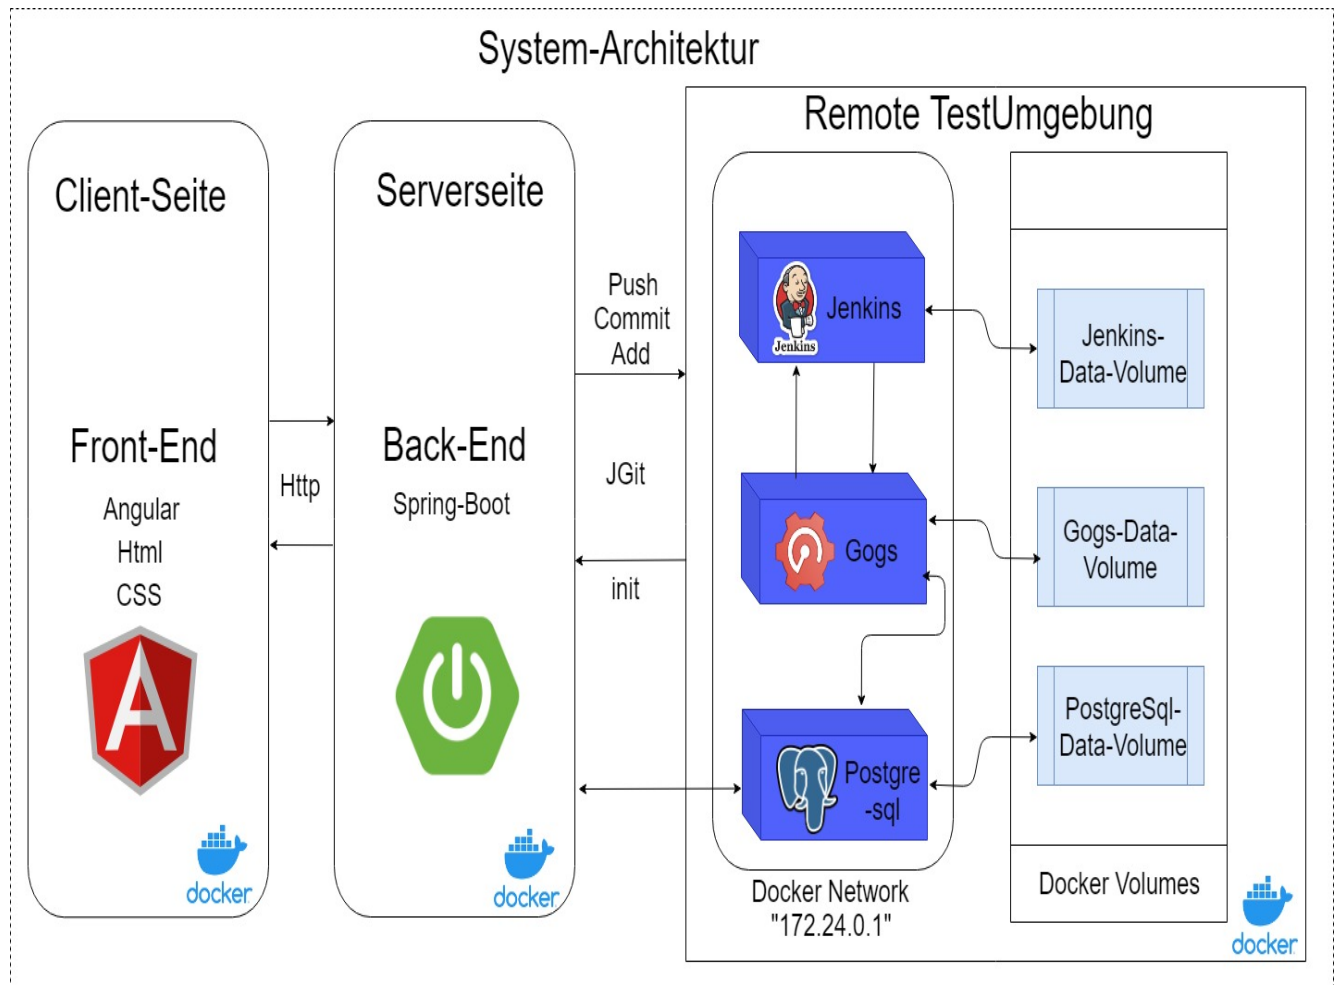 System-Architektur
Client-Seite
Front-End
Angular
Html
CSS
docker
Http
Serverseite
Back-End
Spring-Boot
docker
Push
Commit
Add
JGit
init
Remote TestUmgebung
Jenkins
Jenkins
Gogs
Postgre
-sql
Docker Network
"172.24.0.1"
Jenkins-
Data-Volume
Gogs-Data-
Volume
PostgreSql-
Data-Volume
Docker Volumes
docker